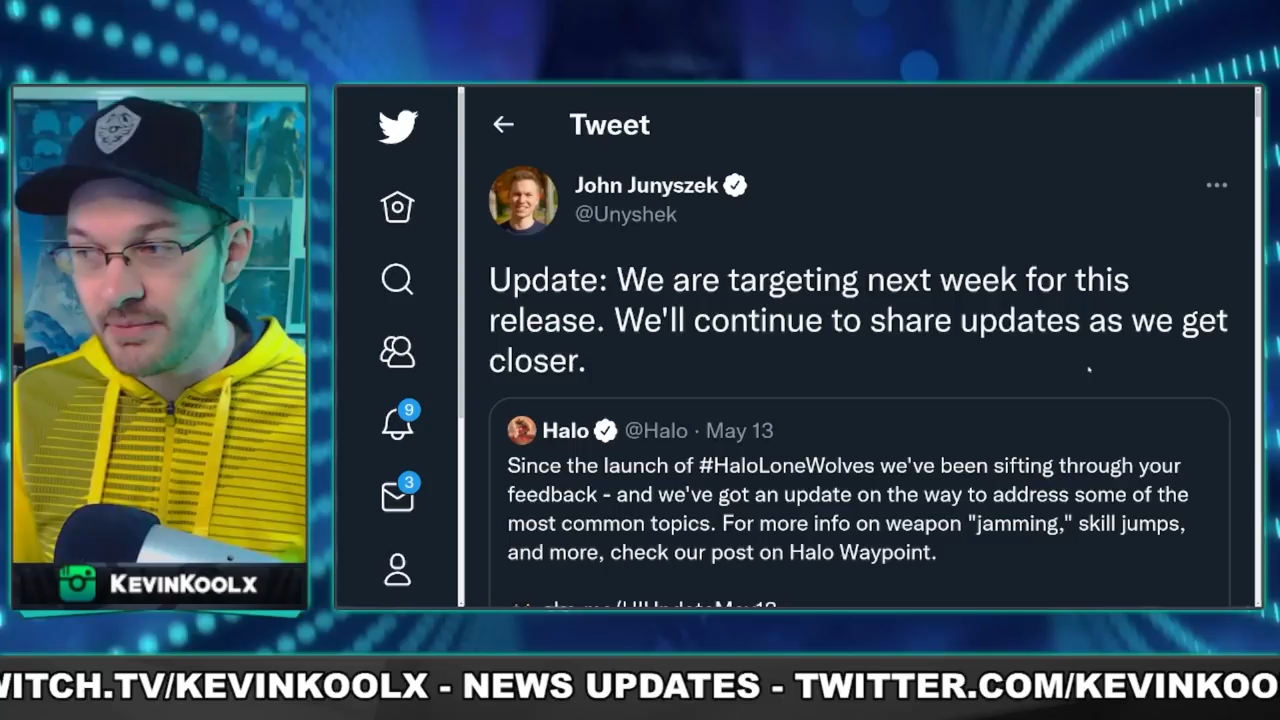 Tweet
John Junyszek
@Unyshek
Update: We are targeting next week for this
release. We'll continue to share updates as we get
closer.
9
Halo @Halo · May 13
Since the launch of #HaloLoneWolves we've been sifting through your
3
feedback - and we've got an update on the way to address some of the
most common topics. For more info on weapon "jamming," skill jumps,
and more, check our post on Halo Waypoint.
KEVINKOOLX
WITCH.TV/KEVINKOOLX - NEWS UPDATES - TWITTER.COM/KEVINKOO